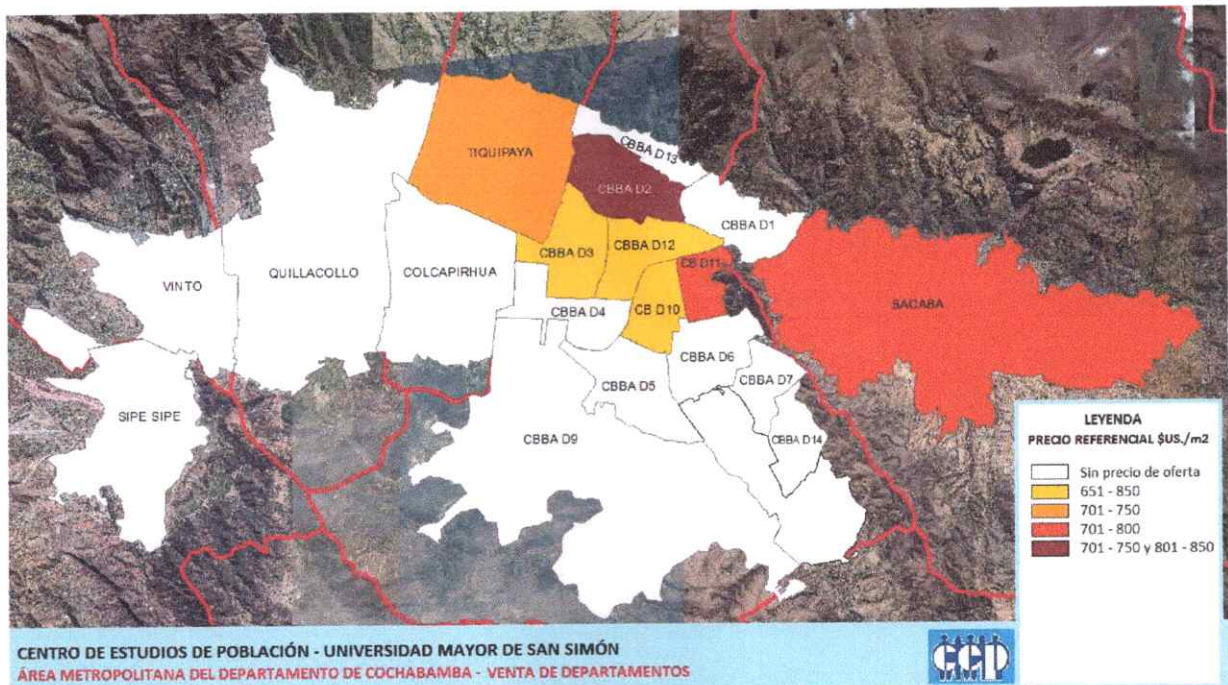 TIQUIPAYA
CBBA D13
CBBA D2
CBBA D1
CBBA D3
CBBA D12
CB D11
QUILLACOLLO
COLCAPIRHUA
VINTO
SACABA
CBBA D4
CB D10
CBBA D6
CBBA D7
CBBA D5
SIPE SIPE
CBBA D9
CBBA D14
LEYENDA
PRECIO REFERENCIAL $US./m2
Sin precio de oferta
651 - 850
701 - 750
701 - 800
701 - 750 y 801 - 850
CENTRO DE ESTUDIOS DE POBLACIÓN - UNIVERSIDAD MAYOR DE SAN SIMÓN
ÁREA METROPOLITANA DEL DEPARTAMENTO DE COCHABAMBA - VENTA DE DEPARTAMENTOS
CEP